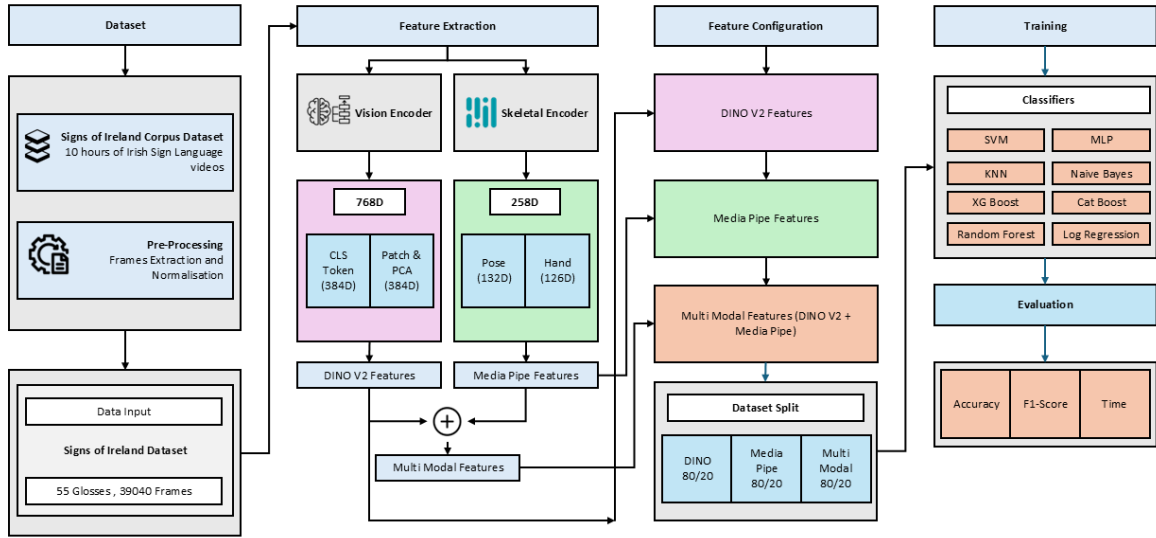 Dataset
Signs of Ireland Corpus Dataset
10 hours of Irish Sign Language
videos
Pre-Processing
Frames Extraction and
Normalisation
Data Input
Signs of Ireland Dataset
55 Glosses , 39040 Frames
Feature Extraction
Vision Encoder
Skeletal Encoder
768D
CLS
Token
(384D)
Patch &
PCA
(384D)
258D
Pose
(132D)
Hand
(126D)
DINO V2 Features
Media Pipe Features
Multi Modal Features
Feature Configuration
DINO V2 Features
Media Pipe Features
Multi Modal Features (DINO V2 +
Media Pipe)
Dataset Split
DINO
80/20
Media
Pipe
80/20
Multi
Modal
80/20
Training
Classifiers
SVM
MLP
KNN
Naive Bayes
XG Boost
Cat Boost
Random Forest
Log Regression
Evaluation
Accuracy
F1-Score
Time